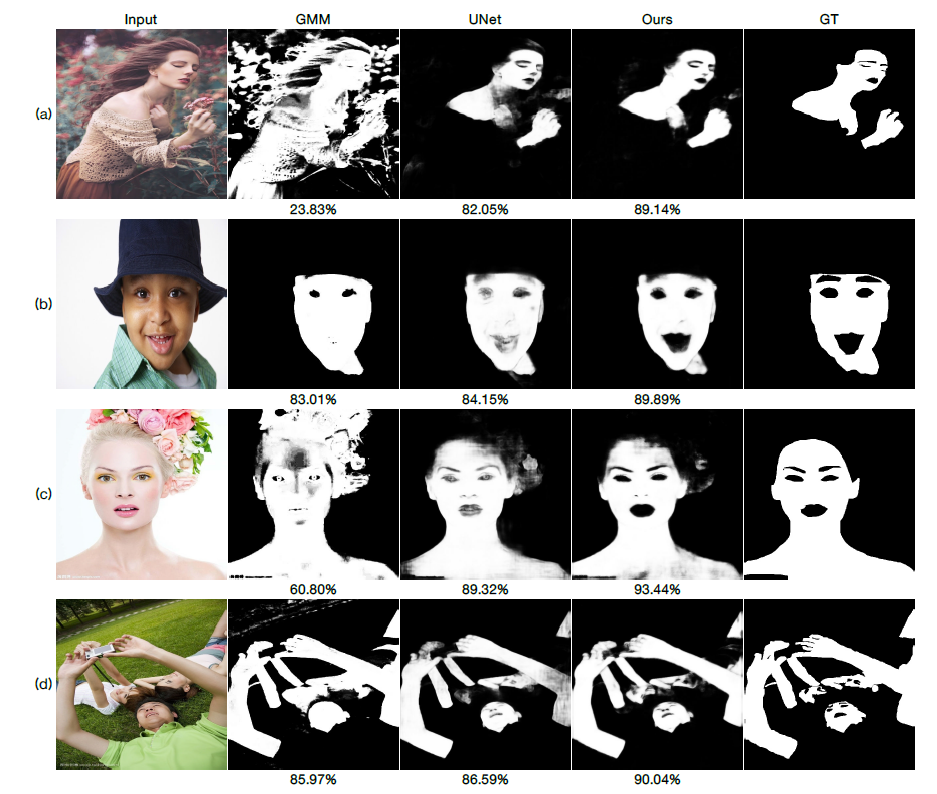 Input GMM UNet Ours GT
(a)
23.83% 82.05% 89.14%
(b)
83.01% 84.15% 89.89%
(c)
60.80% 89.32% 93.44%
(d)
85.97% 86.59% 90.04%